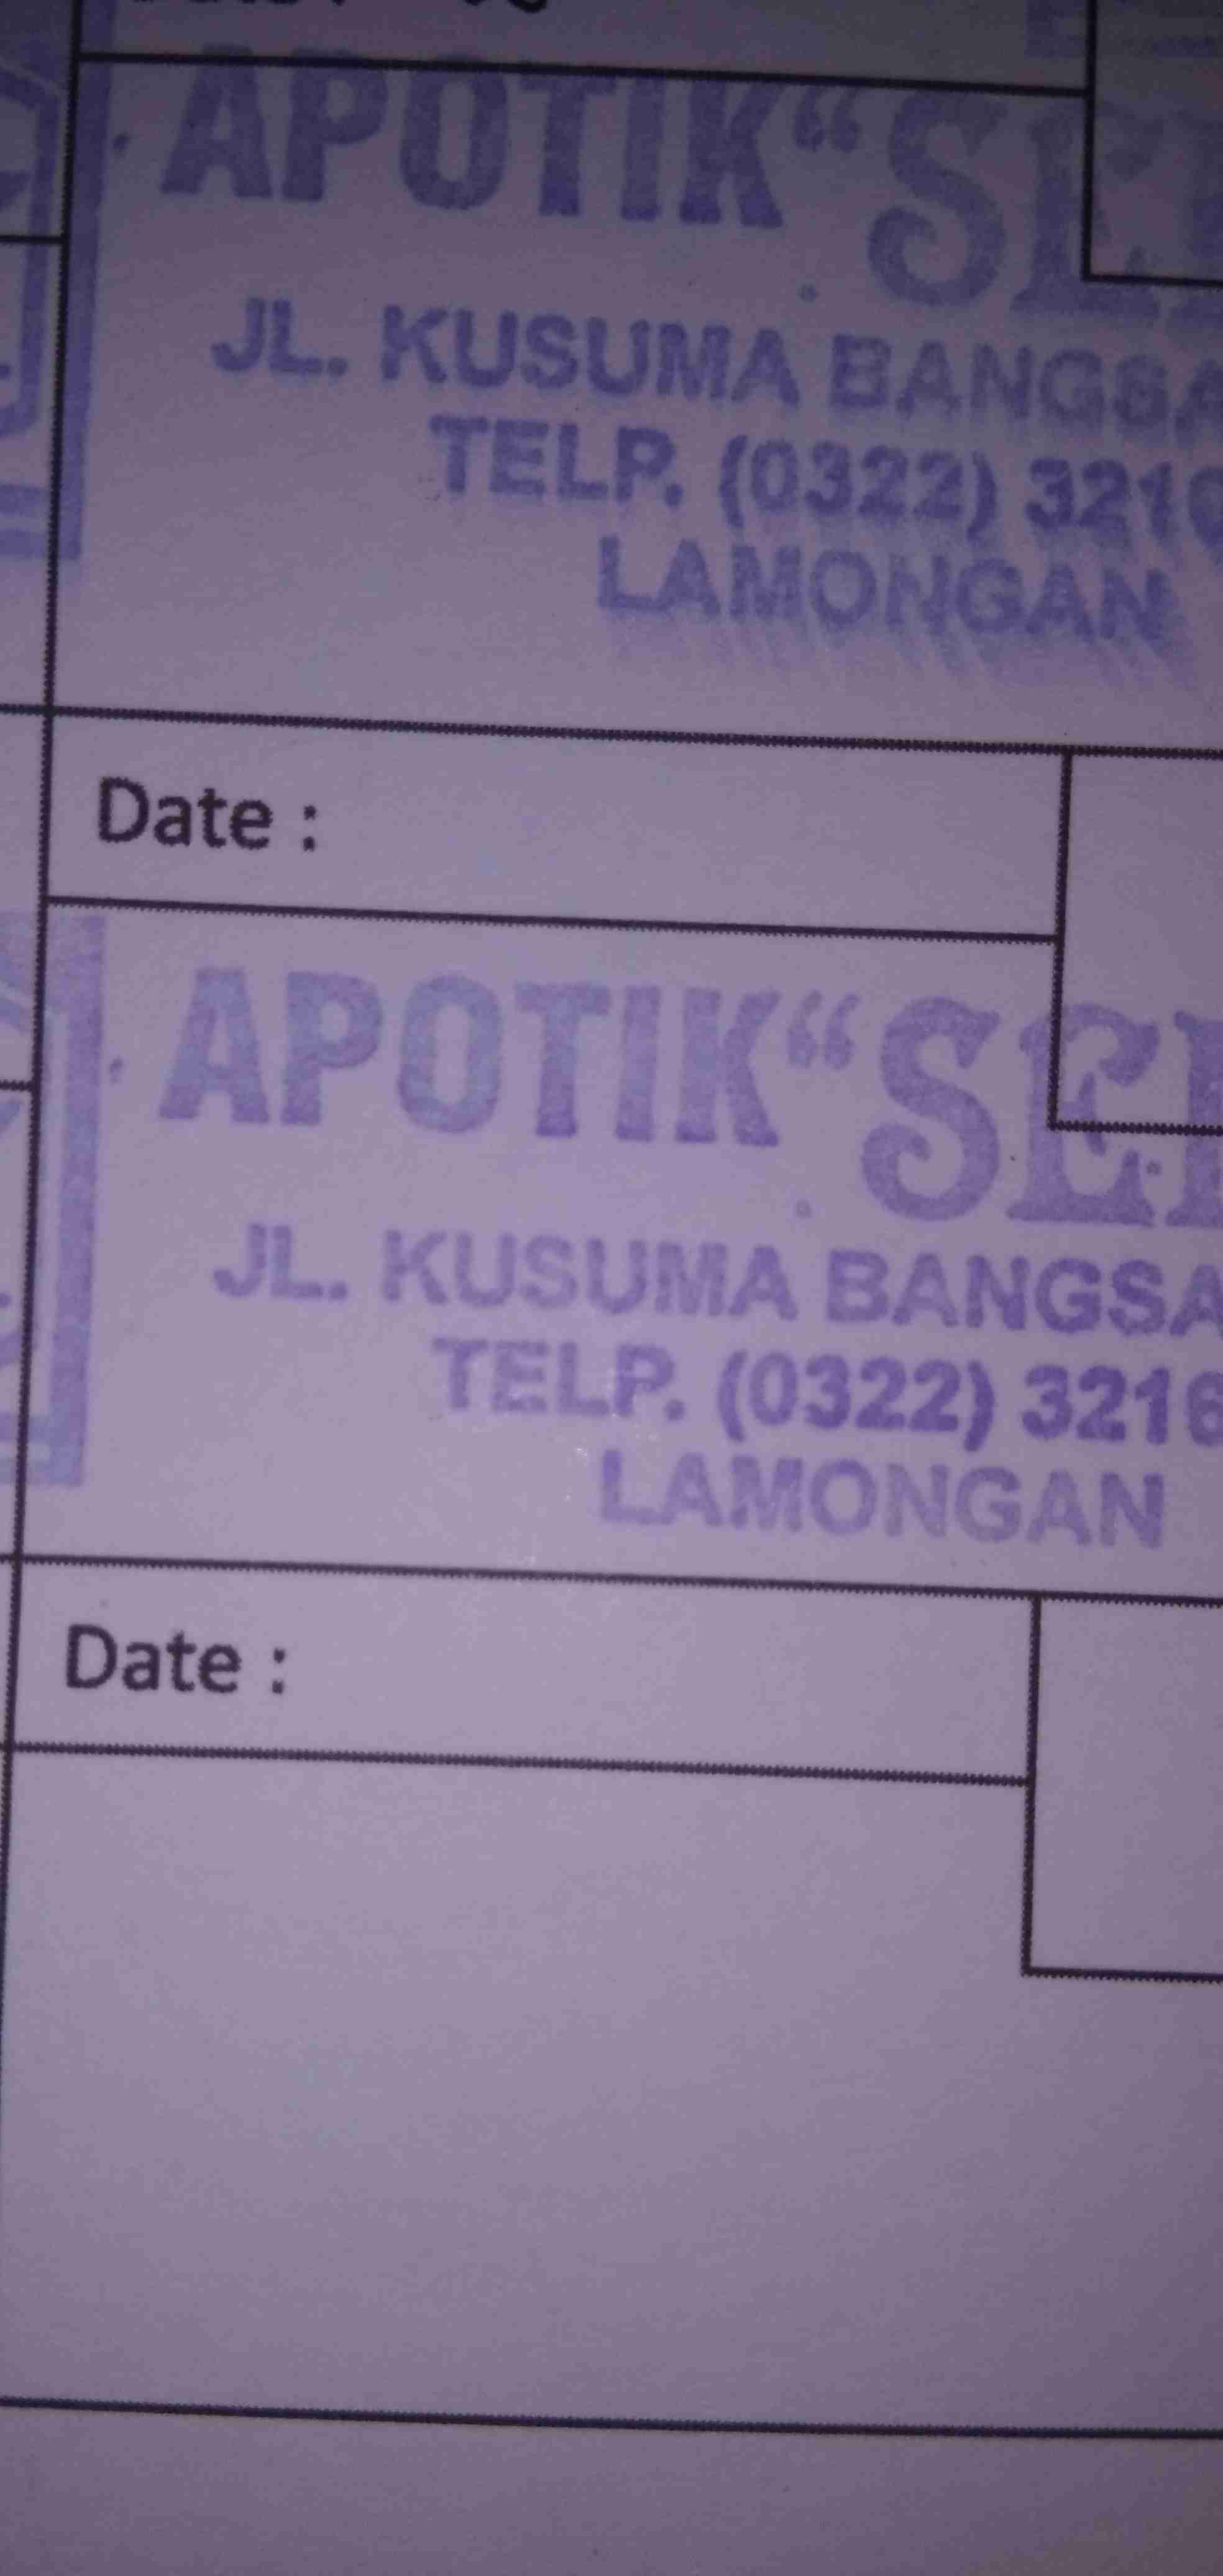 APOTIK “SE
JL. KUSUMA BANGSA
TELP. (0322) 321
LAMONGAN
Date :
APOTIK “SE
JL. KUSUMA BANGSA
TELP. (0322) 3216
LAMONGAN
Date :